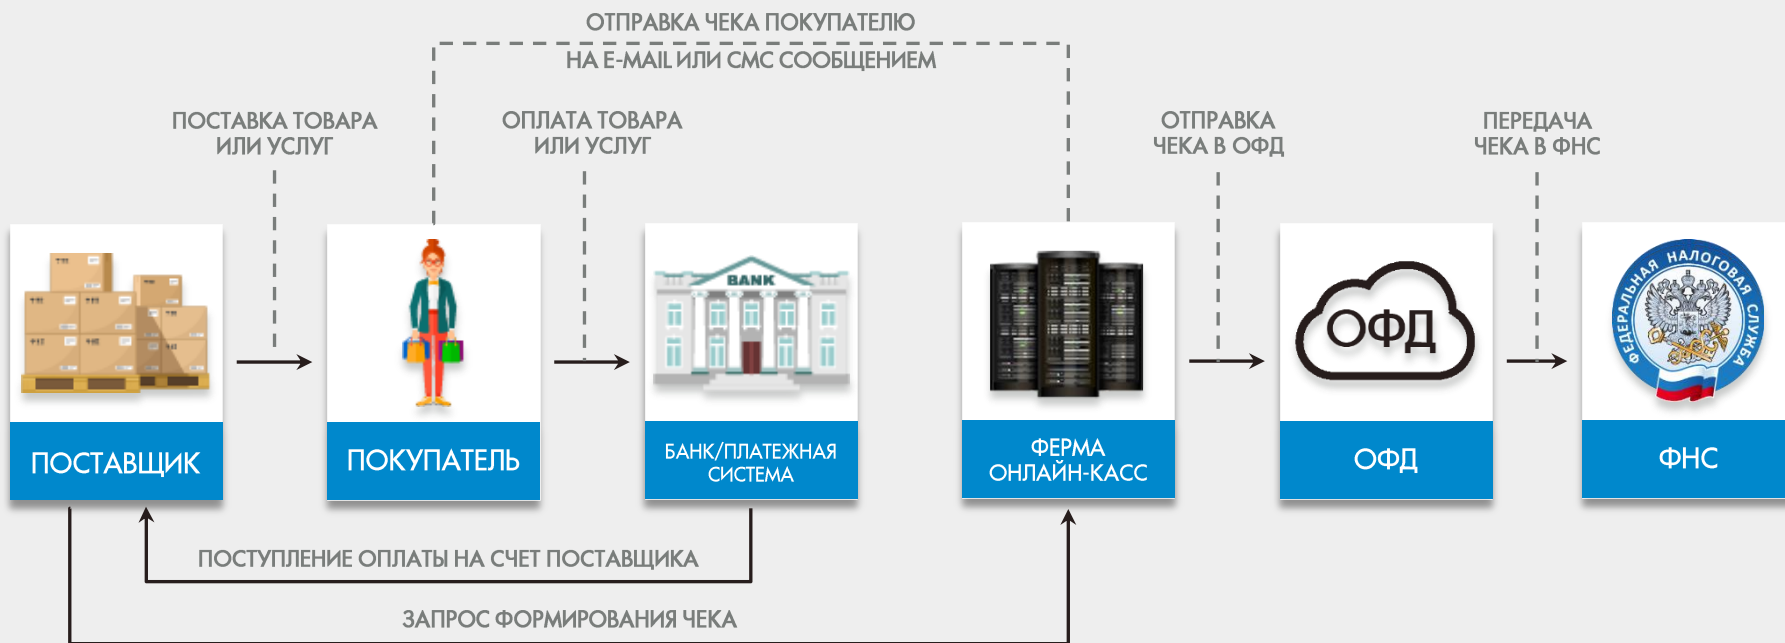 ОТПРАВКА ЧЕКА ПОКУПАТЕЛЮ
НА E-MAIL ИЛИ СМС СООБЩЕНИЕМ
ПОСТАВКА ТОВАРА
ИЛИ УСЛУГ
ОПЛАТА ТОВАРА
ИЛИ УСЛУГ
ОТПРАВКА
ЧЕКА В ОФД
ПЕРЕДАЧА
ЧЕКА В ФНС
BANK
ОФД
ФЕДЕРАЛЬНАЯ НАЛОГОВАЯ СЛУЖБА
ПОСТАВЩИК
ПОКУПАТЕЛЬ
БАНК/ПЛАТЕЖНАЯ
СИСТЕМА
ФЕРМА
ОНЛАЙН-КАСС
ОФД
ФНС
ПОСТУПЛЕНИЕ ОПЛАТЫ НА СЧЕТ ПОСТАВЩИКА
ЗАПРОС ФОРМИРОВАНИЯ ЧЕКА